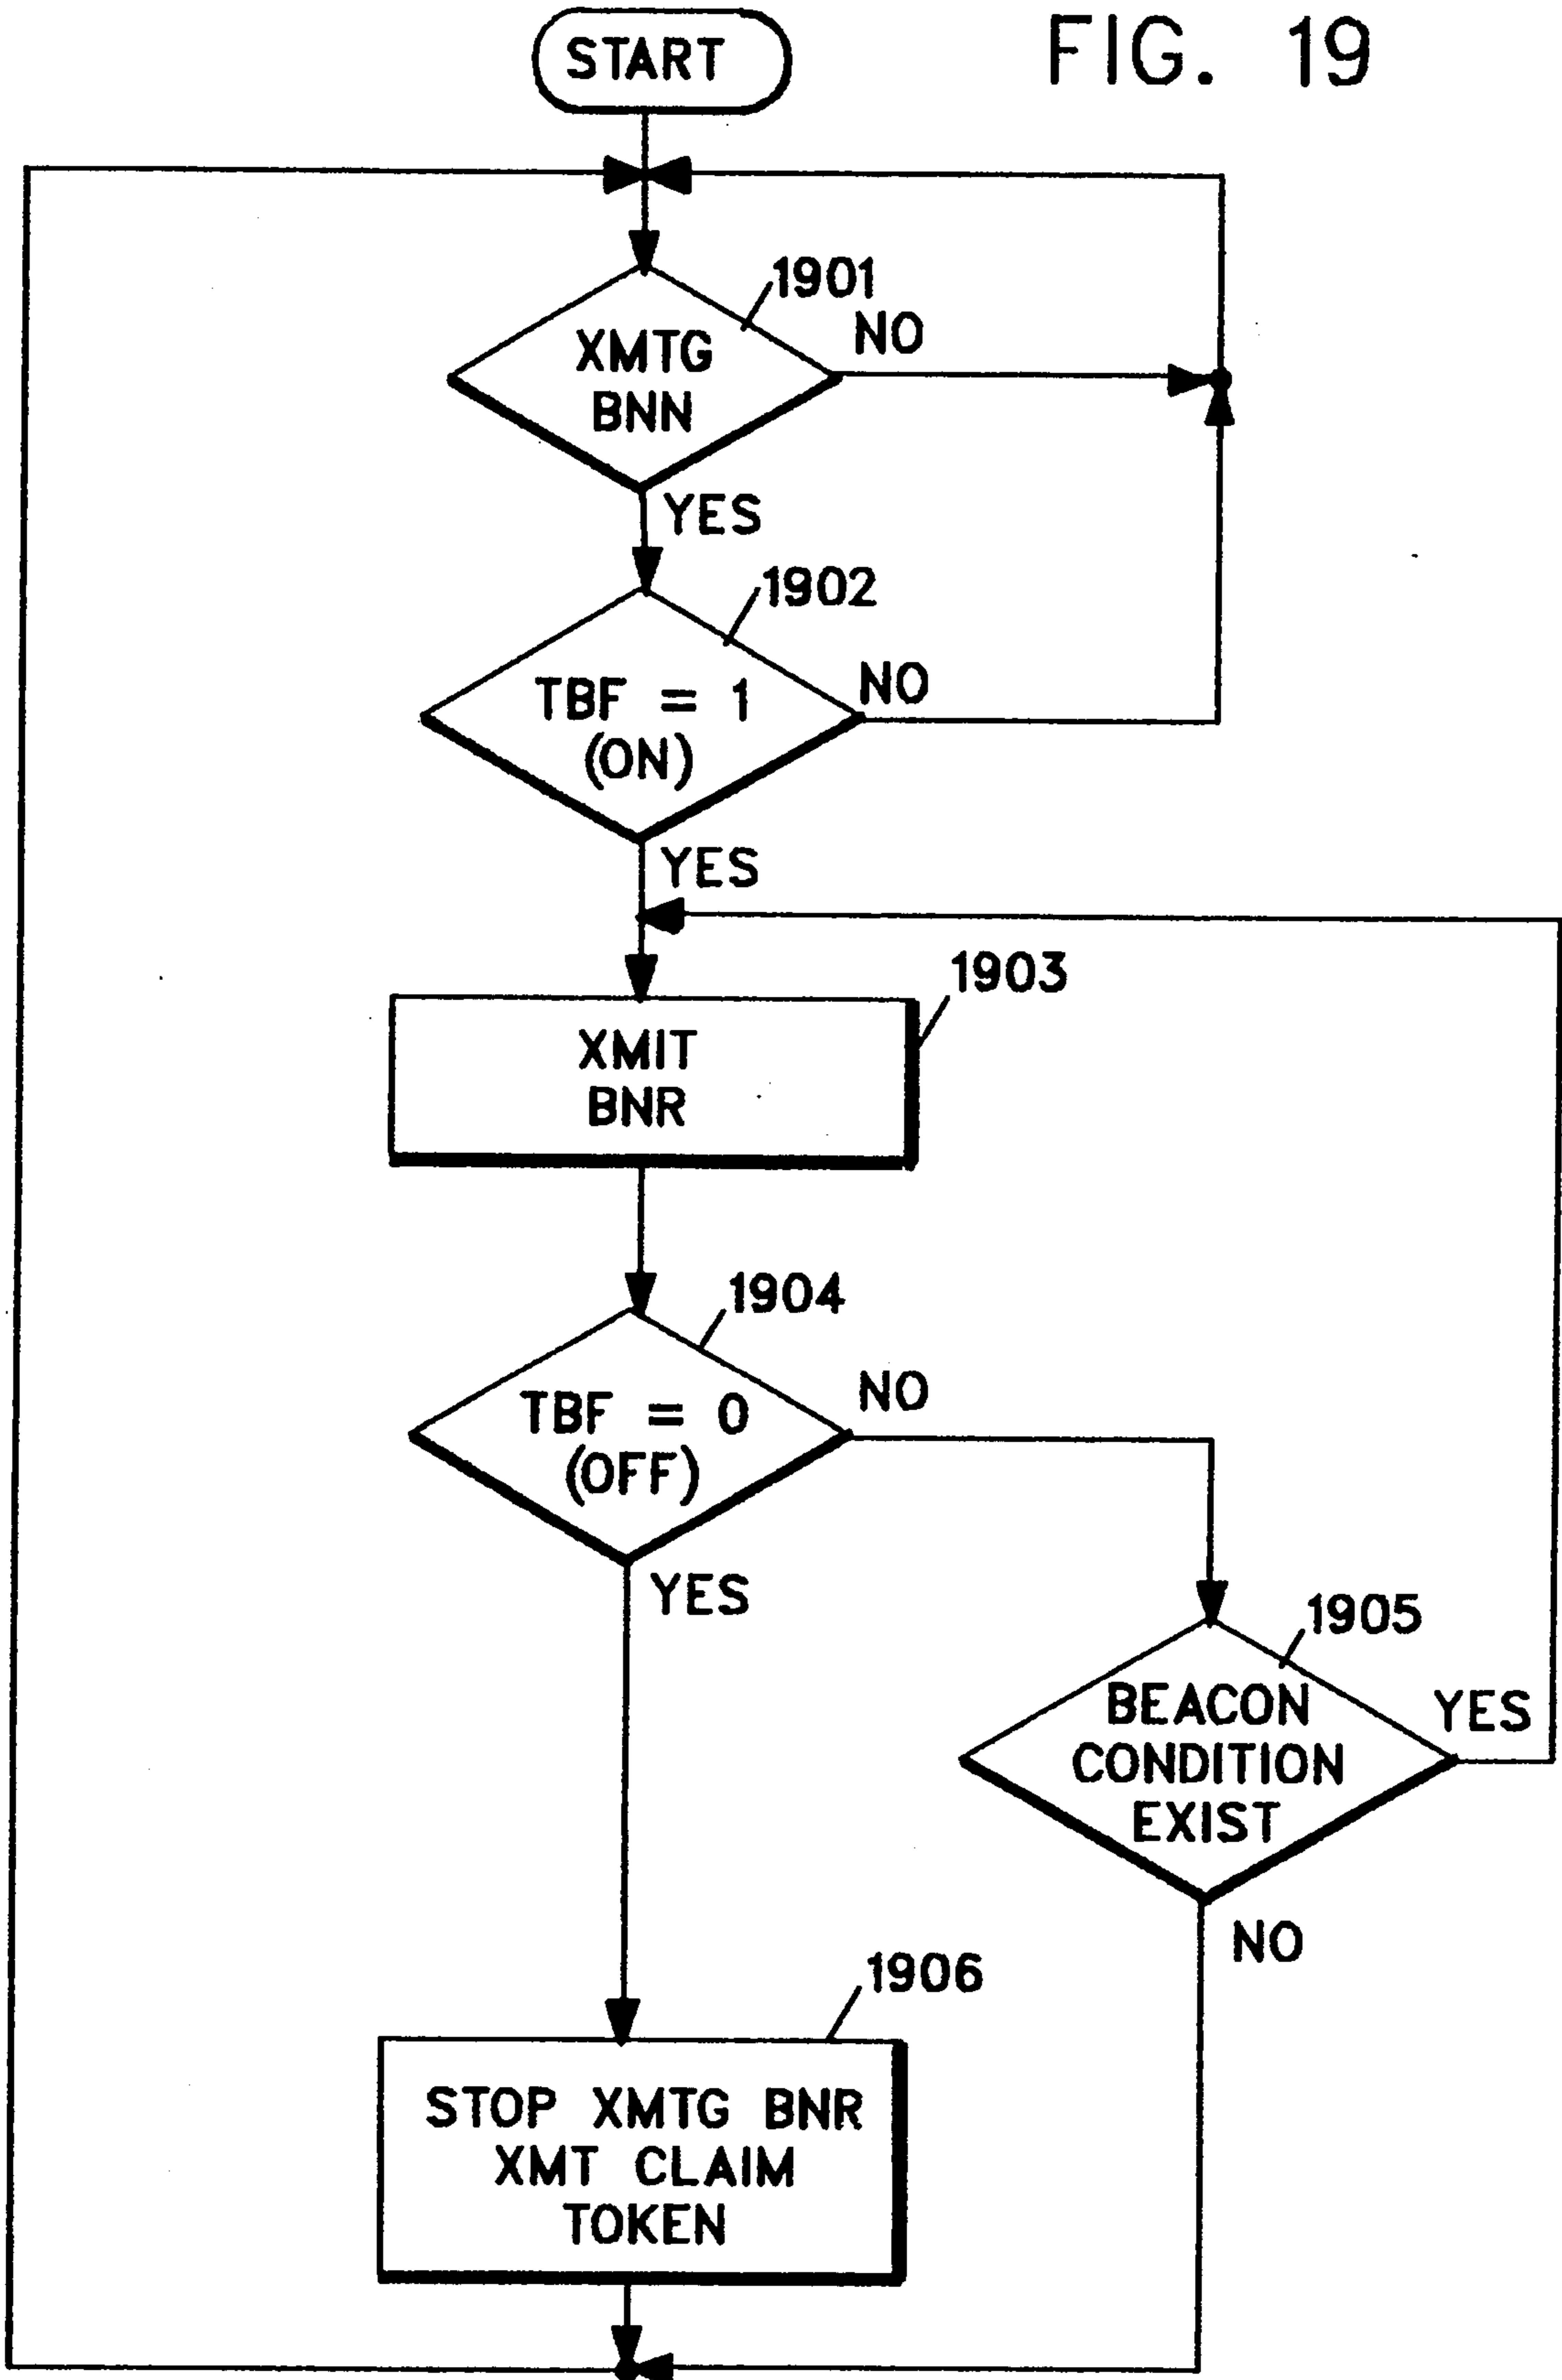 START
FIG. 19
1901
XMTG
BNN
NO
YES
1902
TBF = 1
(ON)
NO
YES
1903
XMIT
BNR
1904
TBF = 0
(OFF)
NO
YES
1905
BEACON
CONDITION
EXIST
YES
NO
1906
STOP XMTG BNR
XMT CLAIM
TOKEN